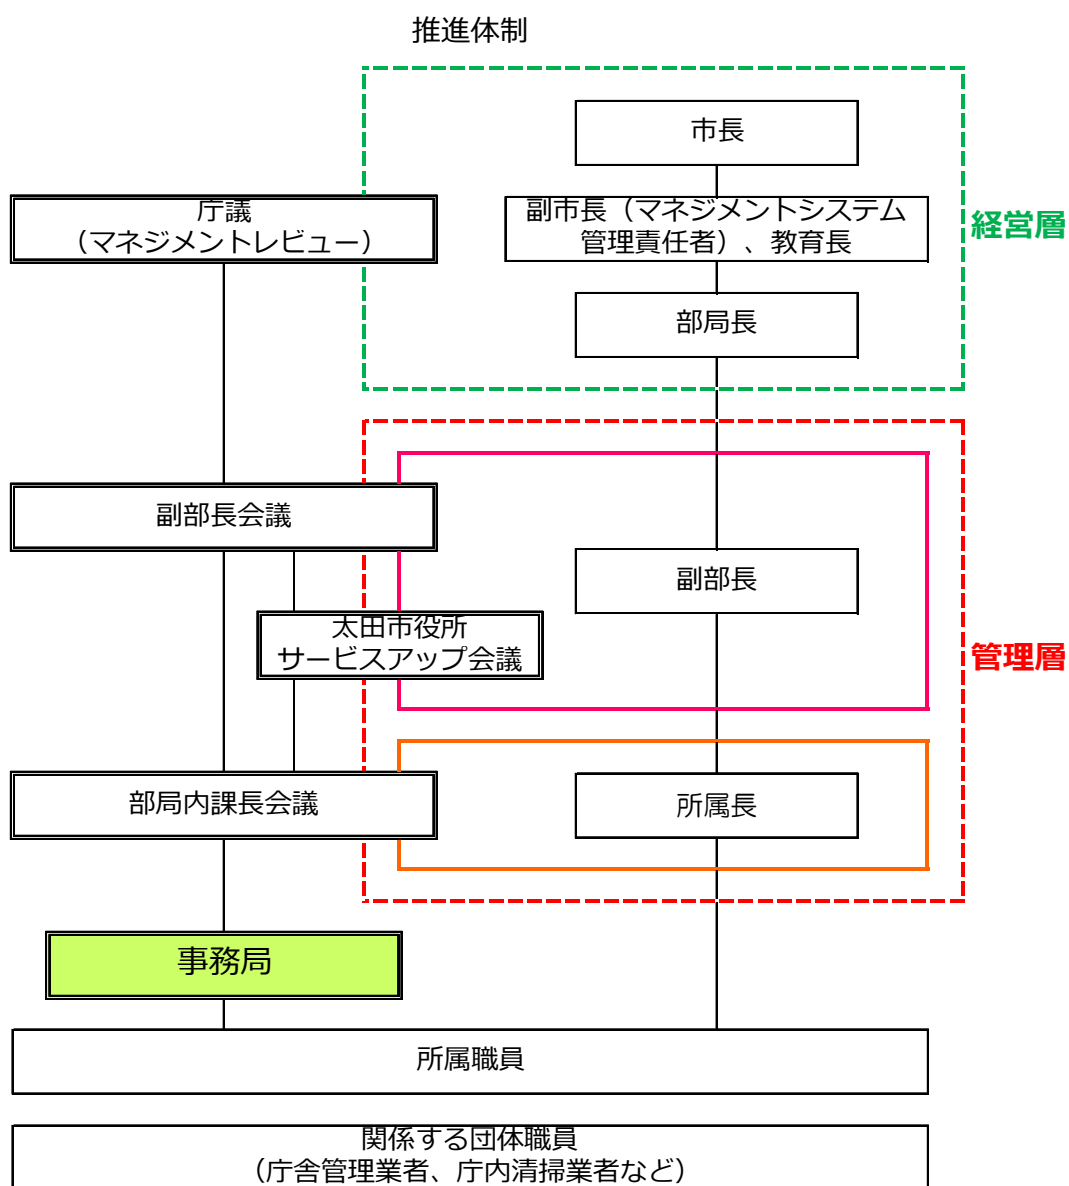 推進体制
市長
庁議
（マネジメントレビュー）
副市長（マネジメントシステム
管理責任者）、教育長
経営層
部局長
副部長会議
副部長
太田市役所
サービスアップ会議
管理層
部局内課長会議
所属長
事務局
所属職員
関係する団体職員
（庁舎管理業者、庁内清掃業者など）